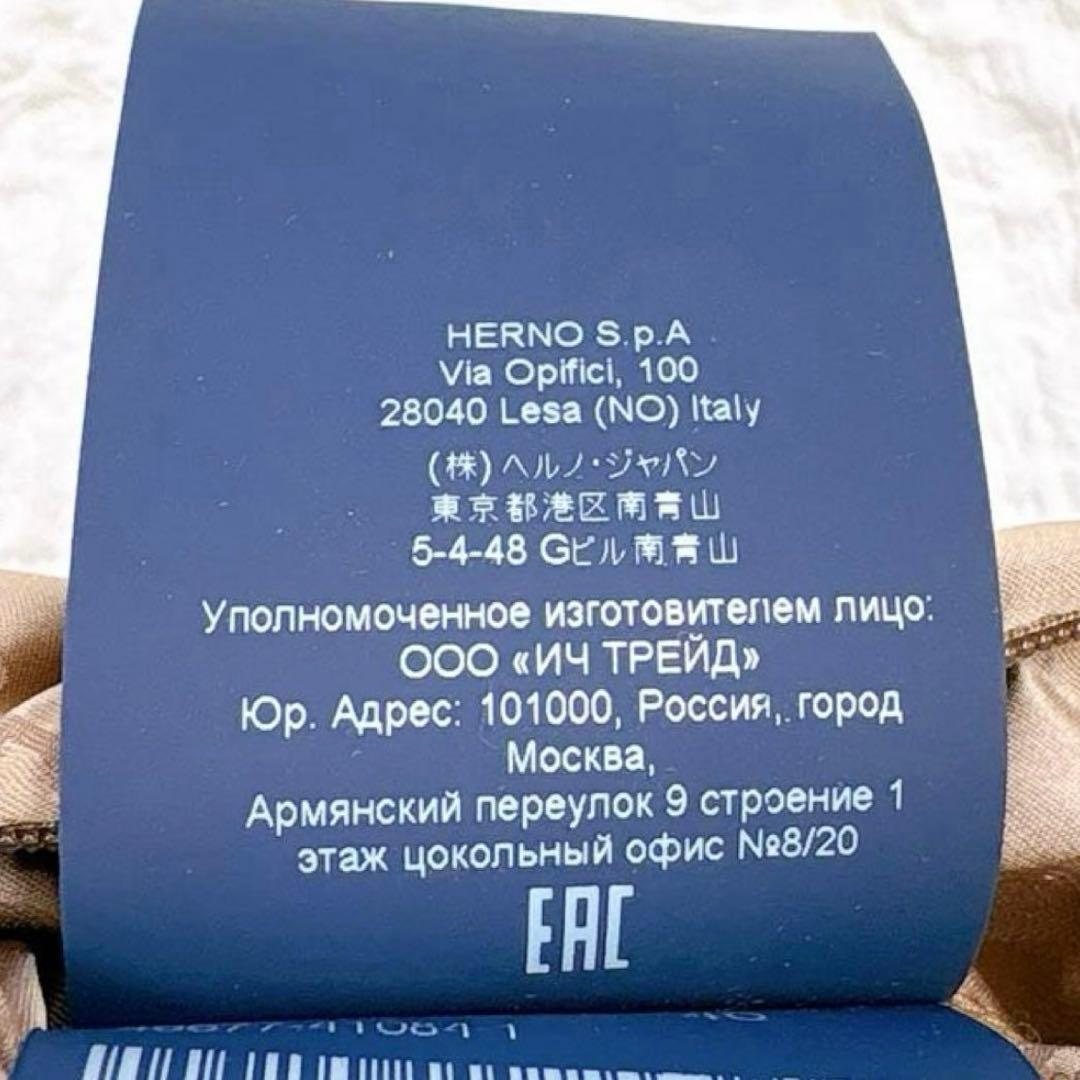 HERNO S.p.A
Via Opifici, 100
28040 Lesa (NO) Italy
(株)ヘルノ・ジャパン
東京都港区南青山
5-4-48 Gビル南青山
Уполномоченное изготовителем лицо:
ООО «ИЧ ТРЕЙД»
Юр. Адрес: 101000, Россия, город
Москва,
Армянский переулок 9 строение 1
этаж цокольный офис №8/20
EAC